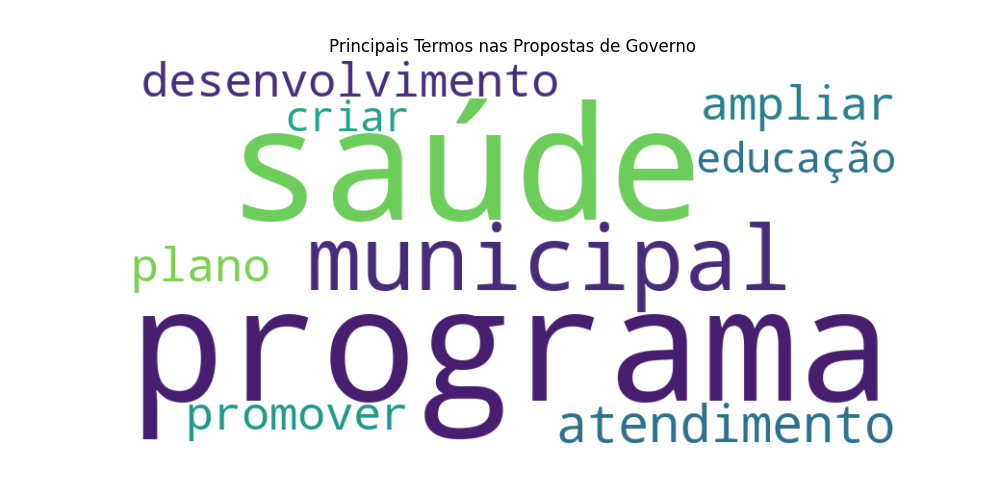 Principais Termos nas Propostas de Governo
desenvolvimento
ampliar
criar
saúde
educação
municipal
plano
programa
promover
atendimento